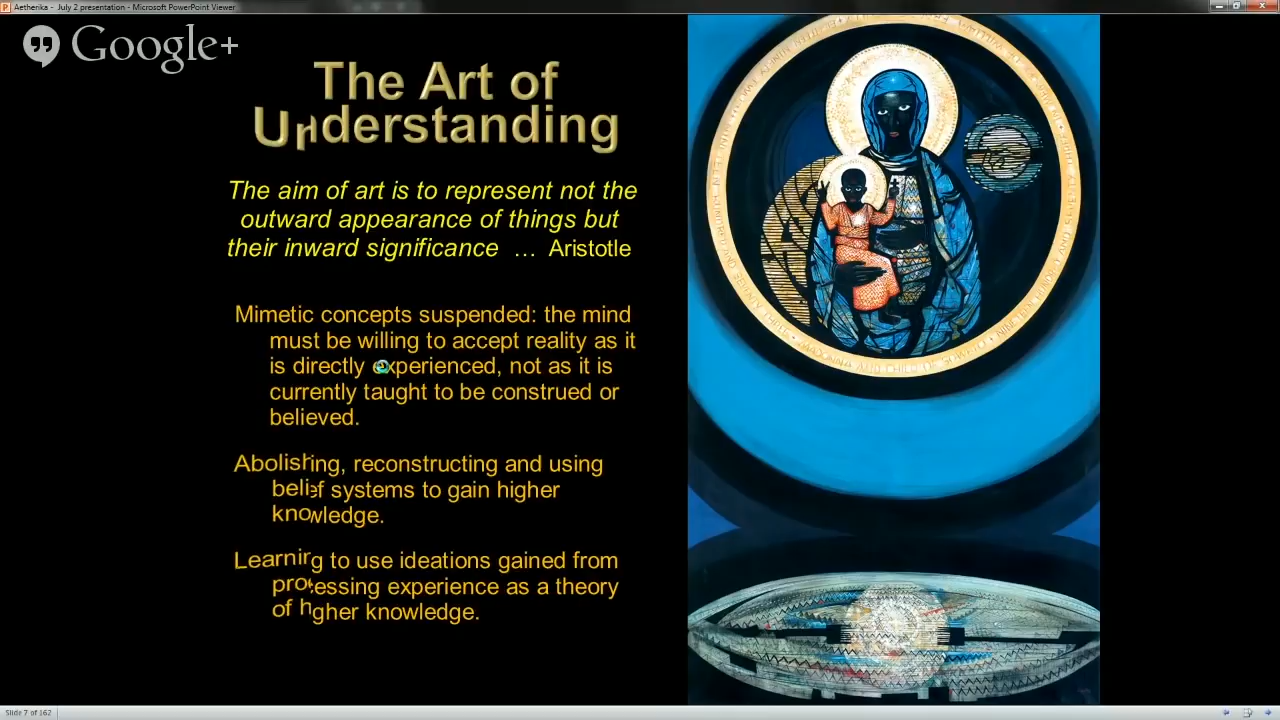 Aetherika - July 2 presentation - Microsoft PowerPoint Viewer
Google+
The Art of
Understanding
The aim of art is to represent not the
outward appearance of things but
their inward significance … Aristotle
Mimetic concepts suspended: the mind
must be willing to accept reality as it
is directly experienced, not as it is
currently taught to be construed or
believed.
Abolishing, reconstructing and using
belief systems to gain higher
knowledge.
Learning to use ideations gained from
processing experience as a theory
of higher knowledge.
Slide 7 of 162